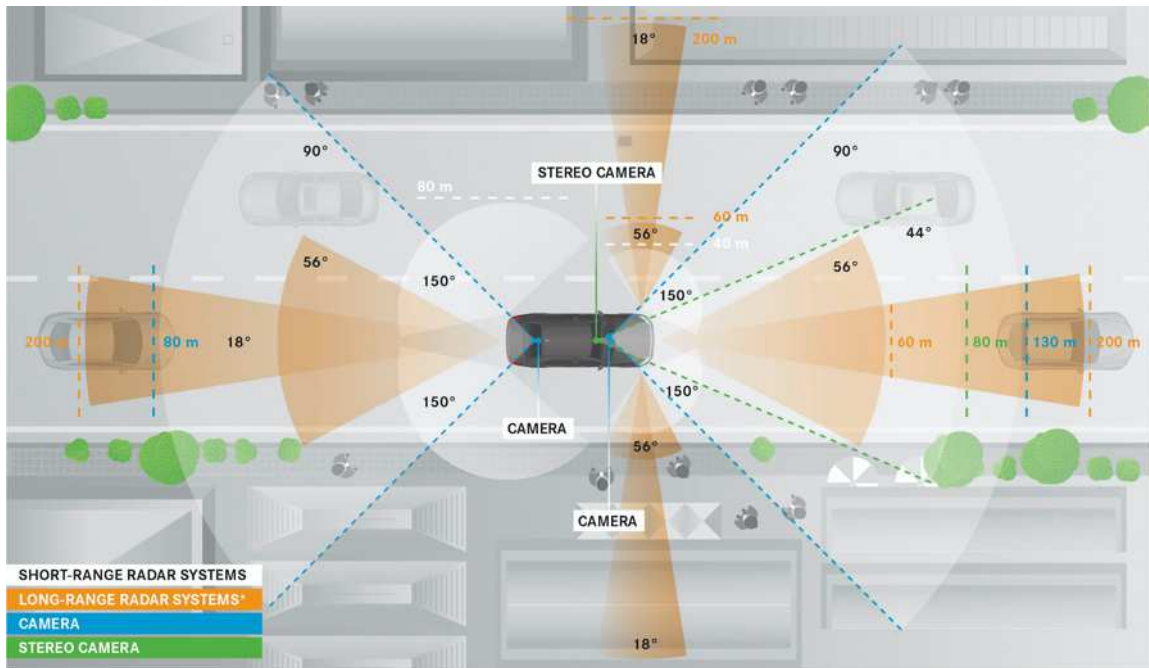 18°
200 m
90°
90°
STEREO CAMERA
80 m
60 m
56°
40 m
44°
56°
56°
150°
150°
200 m
80 m
18°
60 m
80 m
130 m
200 m
150°
150°
CAMERA
56°
CAMERA
SHORT-RANGE RADAR SYSTEMS
LONG-RANGE RADAR SYSTEMS*
CAMERA
STEREO CAMERA
18°